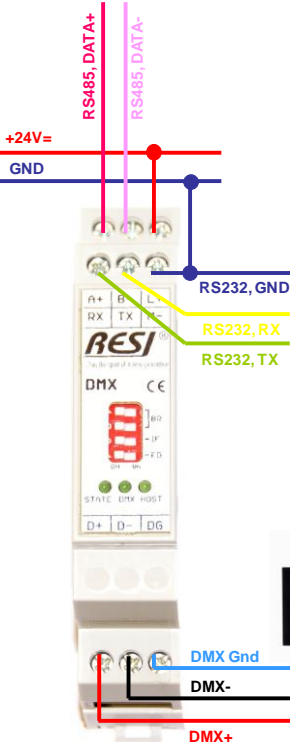 RS485, DATA+
RS485, DATA-
+24V=
GND
RS232, GND
RS232, RX
RS232, TX
A+ B- L+
RX TX M-
RESI®
DMX CE
BR
IF
STATE DMX HOST
D+ D- DG
DMX Gnd
DMX-
DMX+